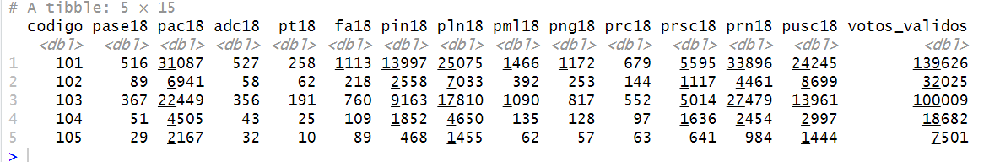 # A tibble: 5 × 15
codigo pase18 pac18 adc18 pt18 fa18 pin18 pln18 pml18 png18 prc18 prsc18 prn18 pusc18 votos_validos
<dbl> <dbl> <dbl> <dbl> <dbl> <dbl> <dbl> <dbl> <dbl> <dbl> <dbl> <dbl> <dbl> <dbl> <dbl>
1 101 516 31087 527 258 1113 13997 25075 1466 1172 679 5595 33896 24245 139626
2 102 89 6941 58 62 218 2558 7033 392 253 144 1117 4461 8699 32025
3 103 367 22449 356 191 760 9163 17810 1090 817 552 5014 27479 13961 100009
4 104 51 4505 43 25 109 1852 4650 135 128 97 1636 2454 2997 18682
5 105 29 2167 32 10 89 468 1455 62 57 63 641 984 1444 7501
>